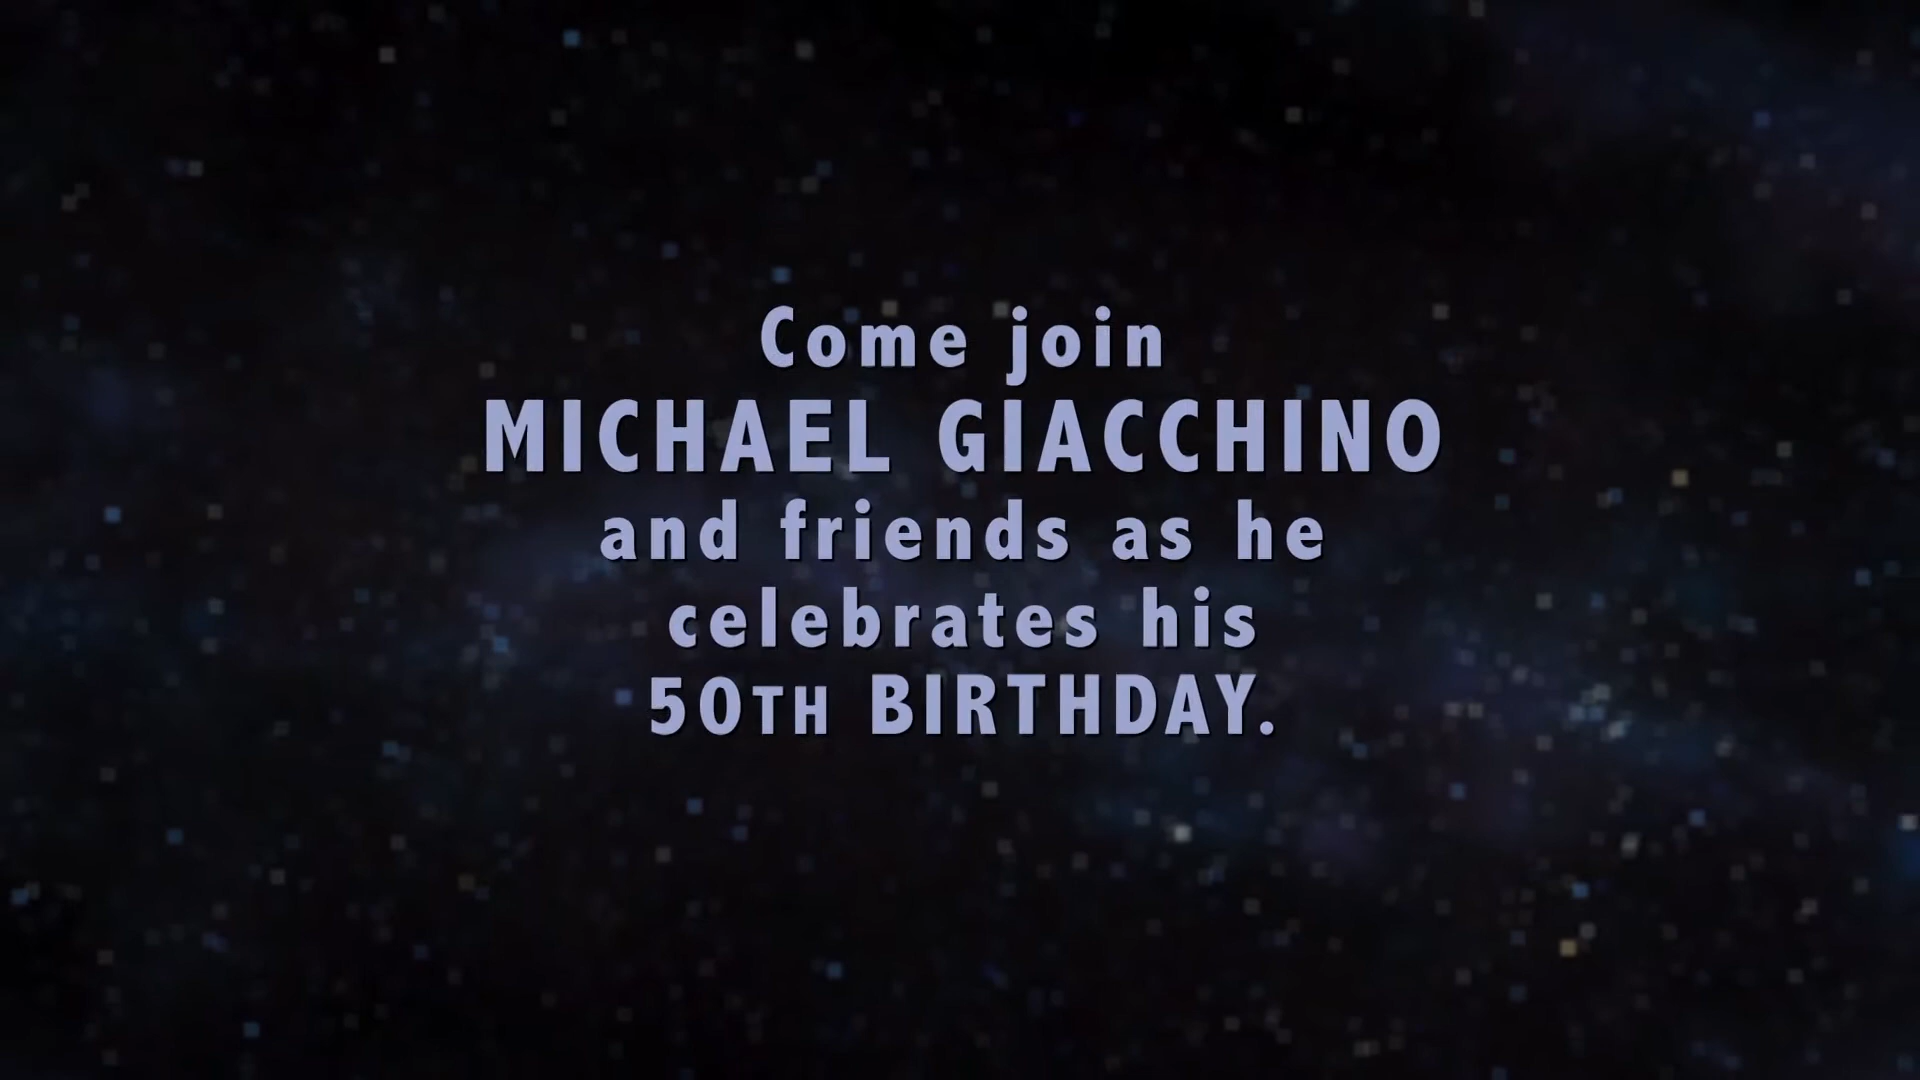 Come join
MICHAEL GIACCHINO
and friends as he
celebrates his
50TH BIRTHDAY.